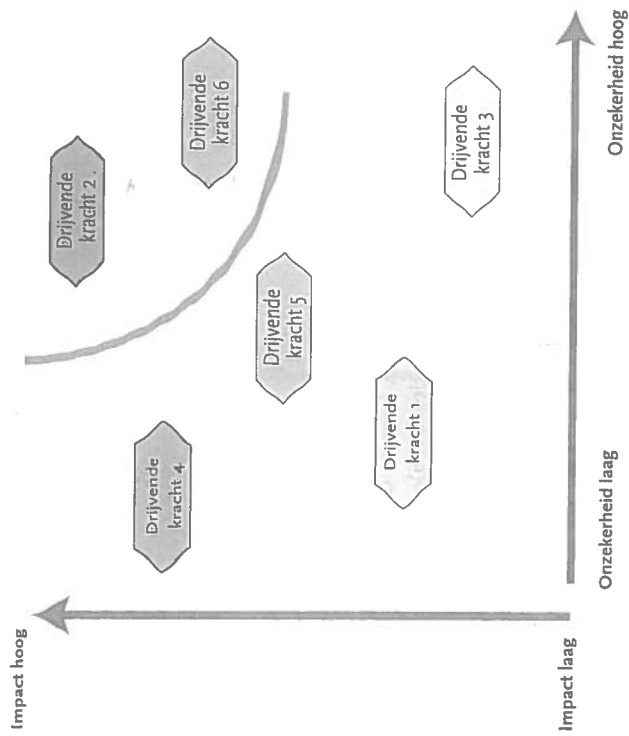 Impact hoog
Drijvende
kracht 2.
Drijvende
kracht 6
Drijvende
kracht 4
Drijvende
kracht 5
Drijvende
kracht 1
Drijvende
kracht 3
Impact laag
Onzekerheid laag
Onzekerheid hoog